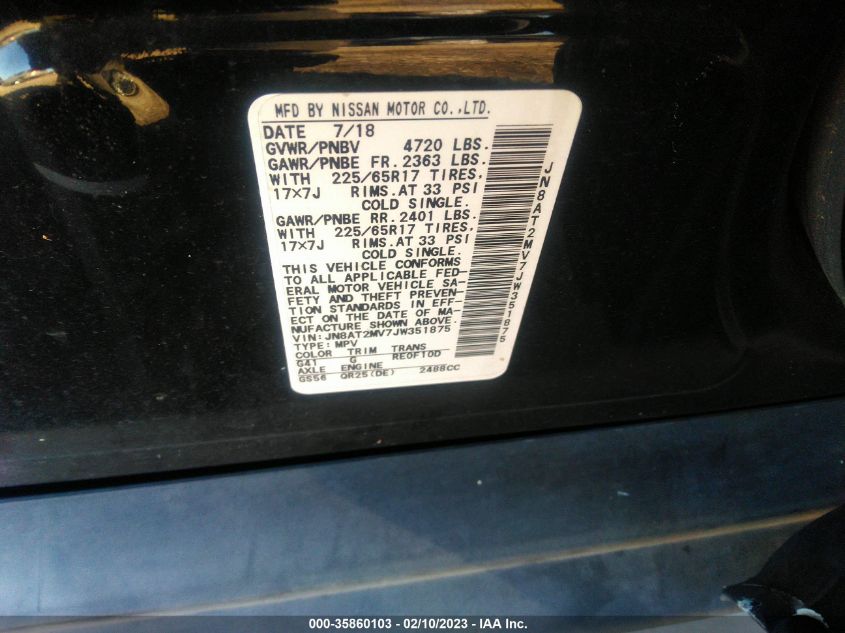 MFD BY NISSAN MOTOR CO.,LTD.
DATE 7/18
GVWR/PNBV 4720 LBS.
GAWR/PNBE FR. 2363 LBS.
WITH 225/65R17 TIRES,
17×7J RIMS.AT 33 PSI
COLD SINGLE.
GAWR/PNBE RR. 2401 LBS.
WITH 225/65R17 TIRES,
17×7J RIMS.AT 33 PSI
COLD SINGLE.
THIS VEHICLE CONFORMS
TO ALL APPLICABLE FED-
ERAL MOTOR VEHICLE SA-
FETY AND THEFT PREVEN-
TION STANDARDS IN EFF-
ECT ON THE DATE OF MA-
NUFACTURE SHOWN ABOVE.
VIN:JN8AT2MV7JW351875
TYPE:MPV
COLOR TRIM TRANS
G41 G RE0F10D
AXLE ENGINE
GS56 QR25(DE) 2488CC
JN8AT2MV7JW351875
000-35860103 — 02/10/2023 — IAA Inc.